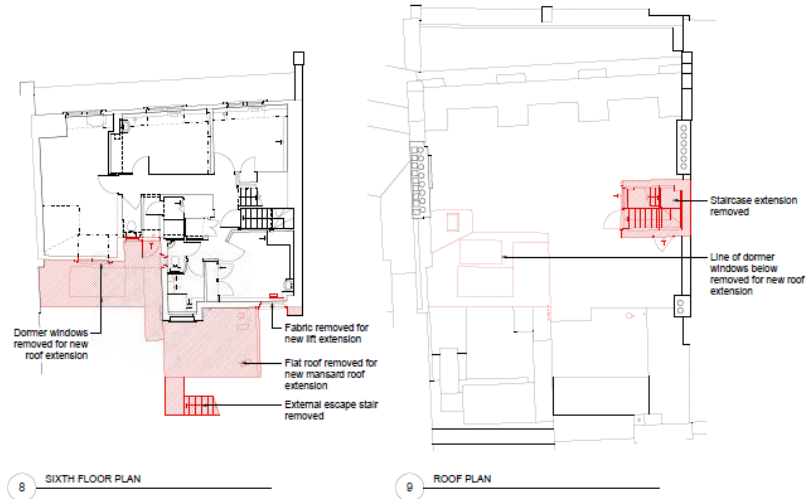 Staircase extension
removed
Line of dormer
windows below
removed for new roof
extension
Dormer windows
removed for new
roof extension
Fabric removed for
new lift extension
Flat roof removed for
new mansard roof
extension
External escape stair
removed
8 SIXTH FLOOR PLAN
9 ROOF PLAN